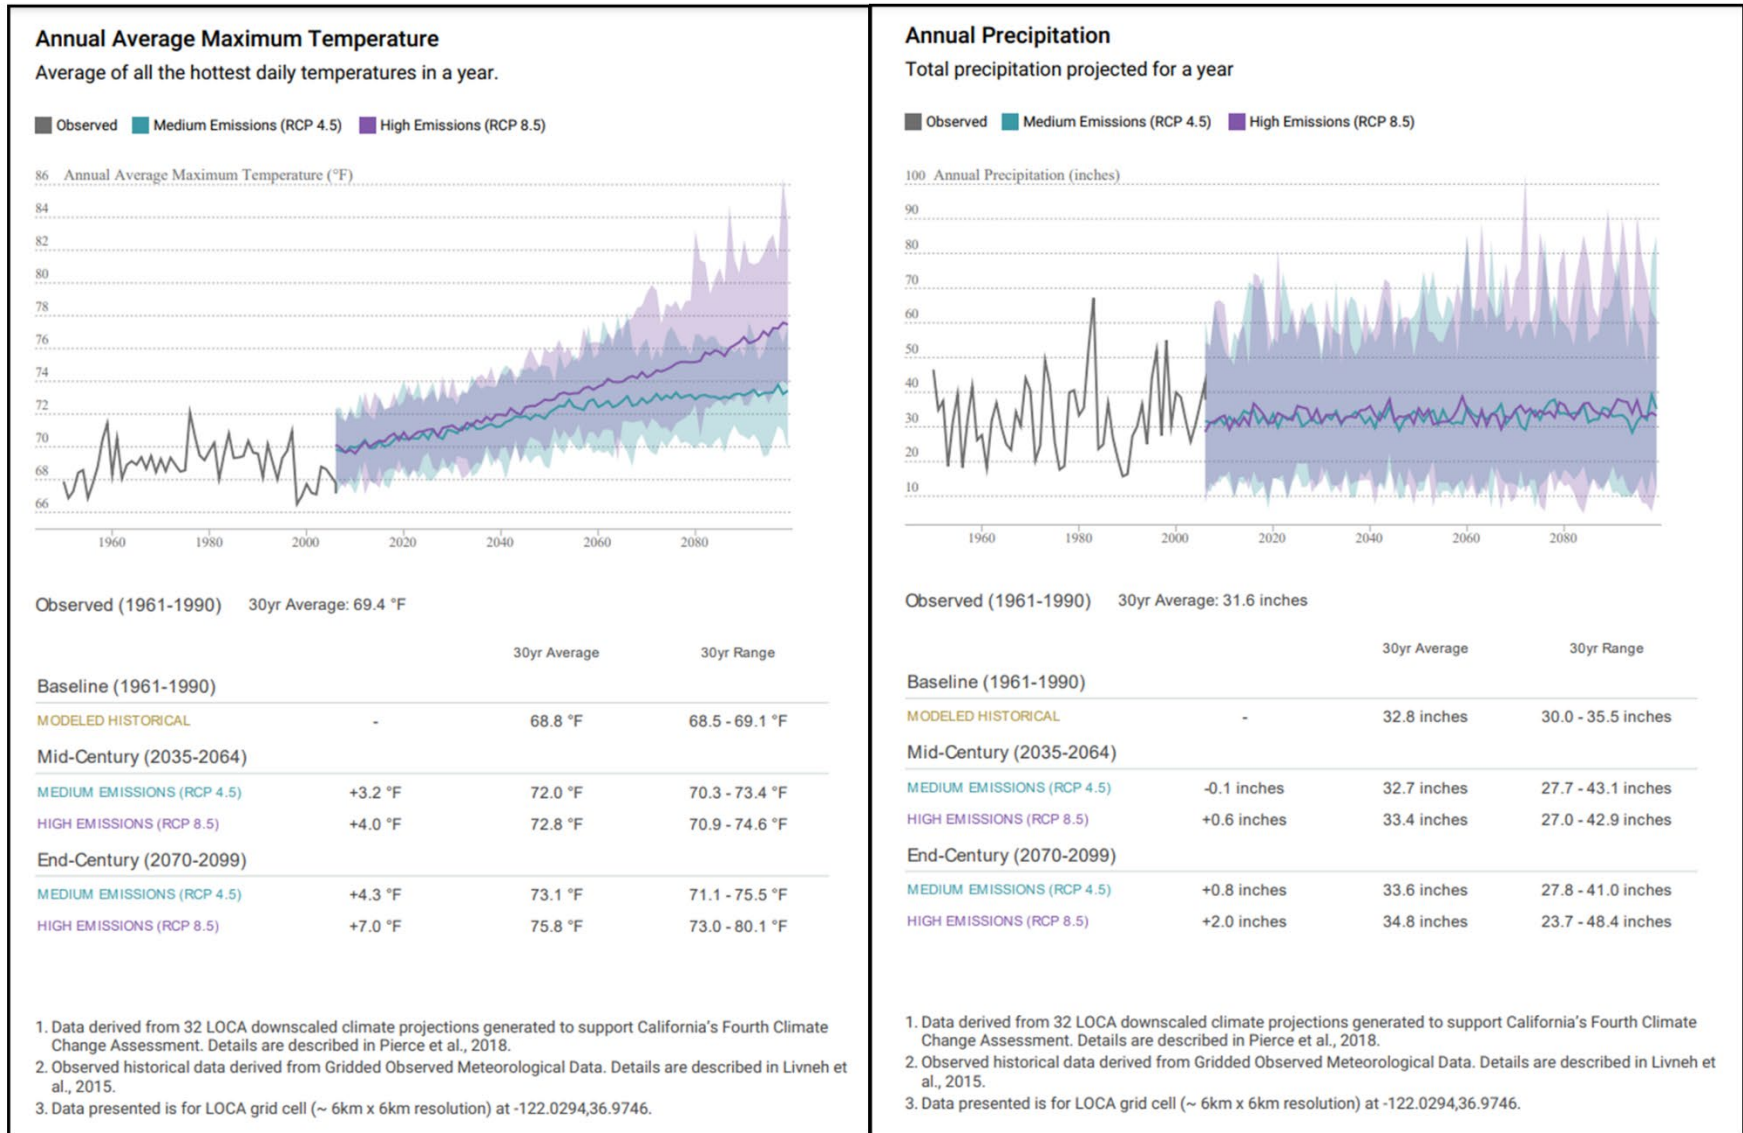 Annual Average Maximum Temperature
Average of all the hottest daily temperatures in a year.
Observed Medium Emissions (RCP 4.5) High Emissions (RCP 8.5)
86 Annual Average Maximum Temperature (°F)
84
82
80
78
76
74
72
70
68
66
1960 1980 2000 2020 2040 2060 2080
Observed (1961-1990) 30yr Average: 69.4 °F
30yr Average 30yr Range
Baseline (1961-1990)
MODELED HISTORICAL - 68.8 °F 68.5 - 69.1 °F
Mid-Century (2035-2064)
MEDIUM EMISSIONS (RCP 4.5) +3.2 °F 72.0 °F 70.3 - 73.4 °F
HIGH EMISSIONS (RCP 8.5) +4.0 °F 72.8 °F 70.9 - 74.6 °F
End-Century (2070-2099)
MEDIUM EMISSIONS (RCP 4.5) +4.3 °F 73.1 °F 71.1 - 75.5 °F
HIGH EMISSIONS (RCP 8.5) +7.0 °F 75.8 °F 73.0 - 80.1 °F
1. Data derived from 32 LOCA downscaled climate projections generated to support California's Fourth Climate
Change Assessment. Details are described in Pierce et al., 2018.
2. Observed historical data derived from Gridded Observed Meteorological Data. Details are described in Livneh et
al., 2015.
3. Data presented is for LOCA grid cell (~ 6km x 6km resolution) at -122.0294,36.9746.
Annual Precipitation
Total precipitation projected for a year
Observed Medium Emissions (RCP 4.5) High Emissions (RCP 8.5)
100 Annual Precipitation (inches)
90
80
70
60
50
40
30
20
10
1960 1980 2000 2020 2040 2060 2080
Observed (1961-1990) 30yr Average: 31.6 inches
30yr Average 30yr Range
Baseline (1961-1990)
MODELED HISTORICAL - 32.8 inches 30.0 - 35.5 inches
Mid-Century (2035-2064)
MEDIUM EMISSIONS (RCP 4.5) -0.1 inches 32.7 inches 27.7 - 43.1 inches
HIGH EMISSIONS (RCP 8.5) +0.6 inches 33.4 inches 27.0 - 42.9 inches
End-Century (2070-2099)
MEDIUM EMISSIONS (RCP 4.5) +0.8 inches 33.6 inches 27.8 - 41.0 inches
HIGH EMISSIONS (RCP 8.5) +2.0 inches 34.8 inches 23.7 - 48.4 inches
1. Data derived from 32 LOCA downscaled climate projections generated to support California's Fourth Climate
Change Assessment. Details are described in Pierce et al., 2018.
2. Observed historical data derived from Gridded Observed Meteorological Data. Details are described in Livneh et
al., 2015.
3. Data presented is for LOCA grid cell (~ 6km x 6km resolution) at -122.0294,36.9746.